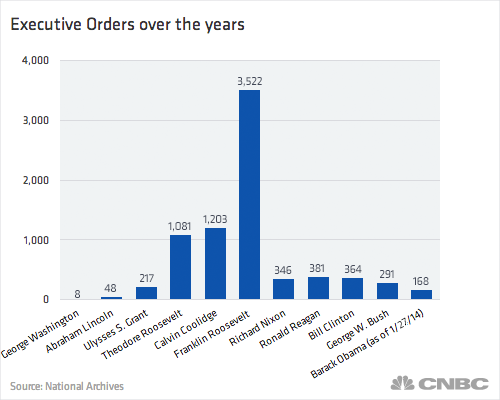 Executive Orders over the years
4,000
3,000
2,000
1,000
0
8
48
217
1,081
1,203
3,522
346
381
364
291
168
George Washington
Abraham Lincoln
Ulysses S. Grant
Theodore Roosevelt
Calvin Coolidge
Franklin Roosevelt
Richard Nixon
Ronald Reagan
Bill Clinton
George W. Bush
Barack Obama (as of 1/27/14)
Source: National Archives
CNBC